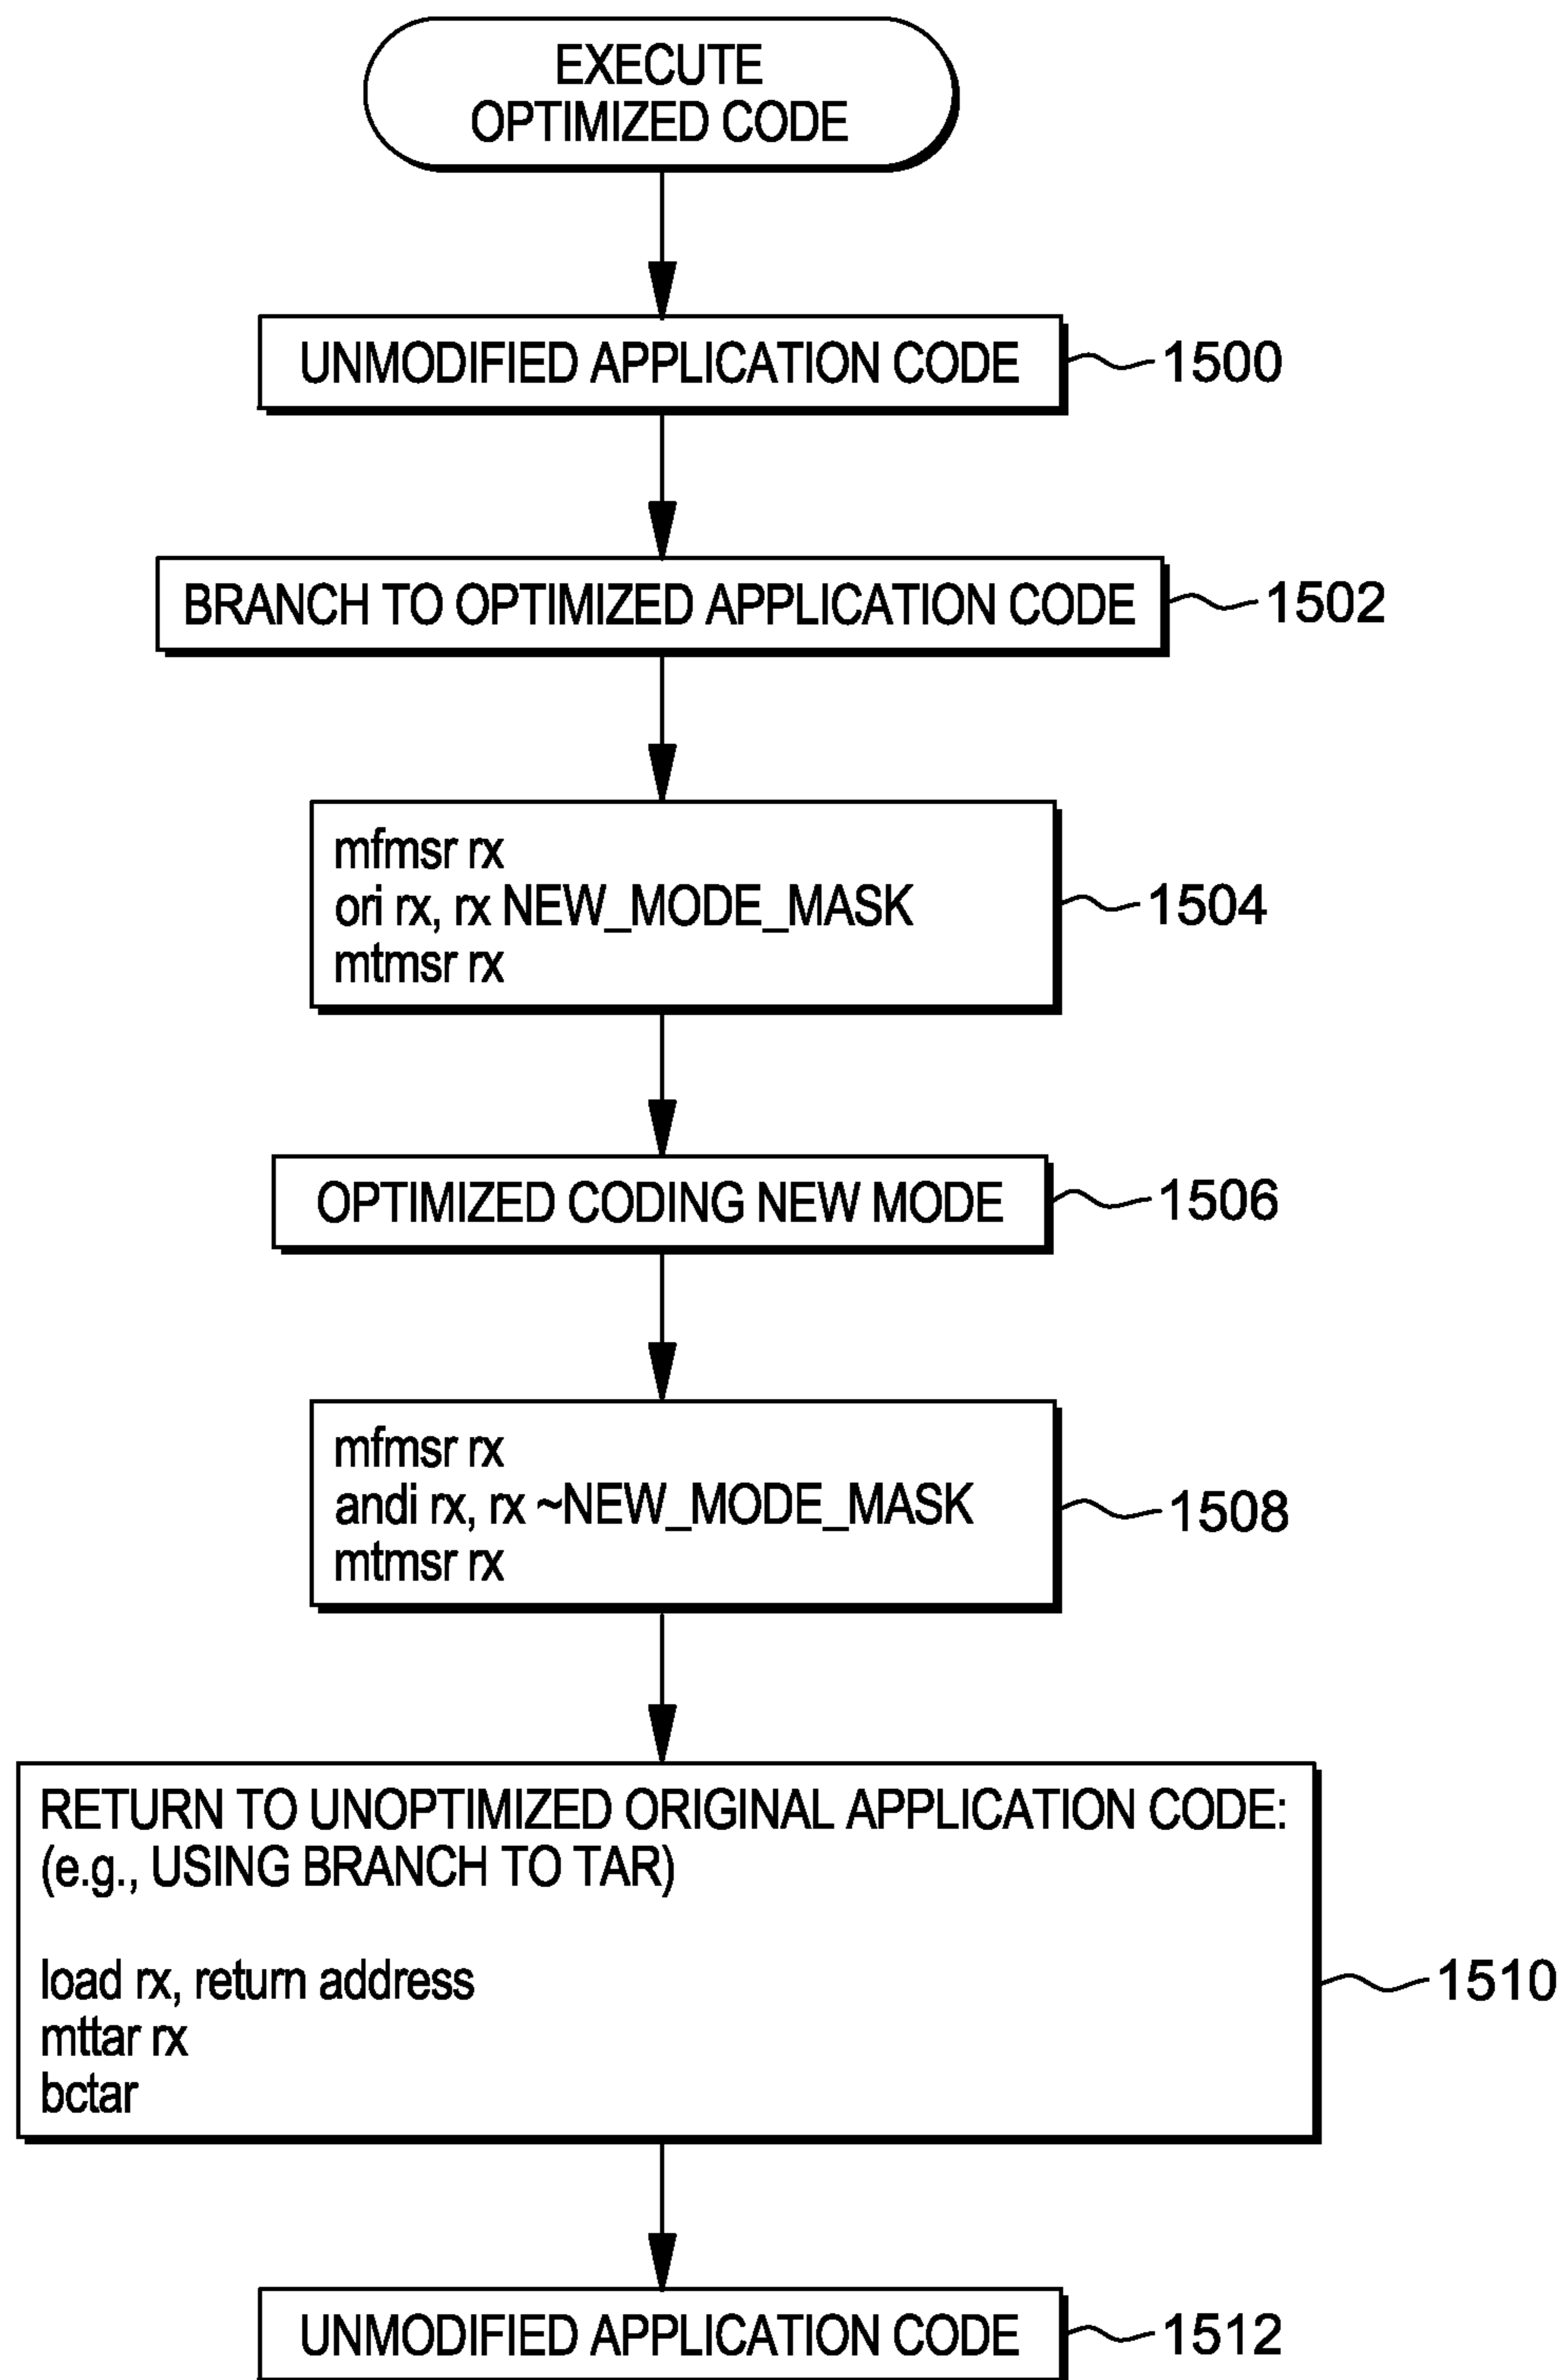 EXECUTE
OPTIMIZED CODE
UNMODIFIED APPLICATION CODE
1500
BRANCH TO OPTIMIZED APPLICATION CODE
1502
mfmsr rx
ori rx, rx NEW_MODE_MASK
mtmsr rx
1504
OPTIMIZED CODING NEW MODE
1506
mfmsr rx
andi rx, rx ~NEW_MODE_MASK
mtmsr rx
1508
RETURN TO UNOPTIMIZED ORIGINAL APPLICATION CODE:
(e.g., USING BRANCH TO TAR)
load rx, return address
mttar rx
bctar
1510
UNMODIFIED APPLICATION CODE
1512